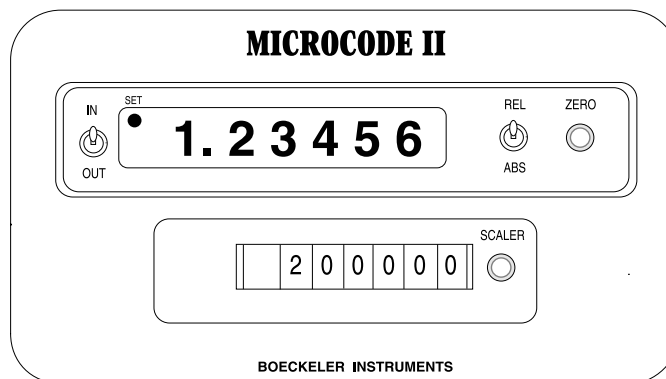 MICROCODE II
IN
SET
REL
ZERO
1.23456
OUT
ABS
SCALER
200000
BOECKELER INSTRUMENTS